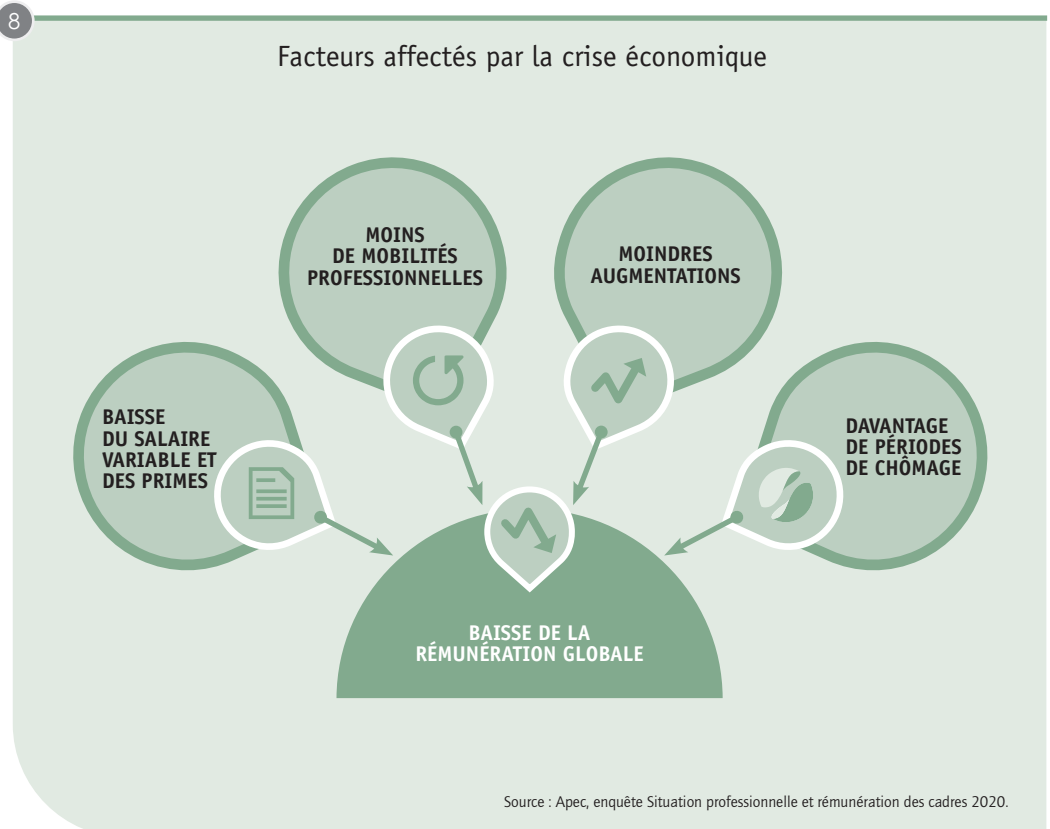 8
Facteurs affectés par la crise économique
MOINS
DE MOBILITÉS
PROFESSIONNELLES
MOINDRES
AUGMENTATIONS
BAISSE
DU SALAIRE
VARIABLE ET
DES PRIMES
DAVANTAGE
DE PÉRIODES
DE CHÔMAGE
BAISSE DE LA
RÉMUNÉRATION GLOBALE
Source : Apec, enquête Situation professionnelle et rémunération des cadres 2020.